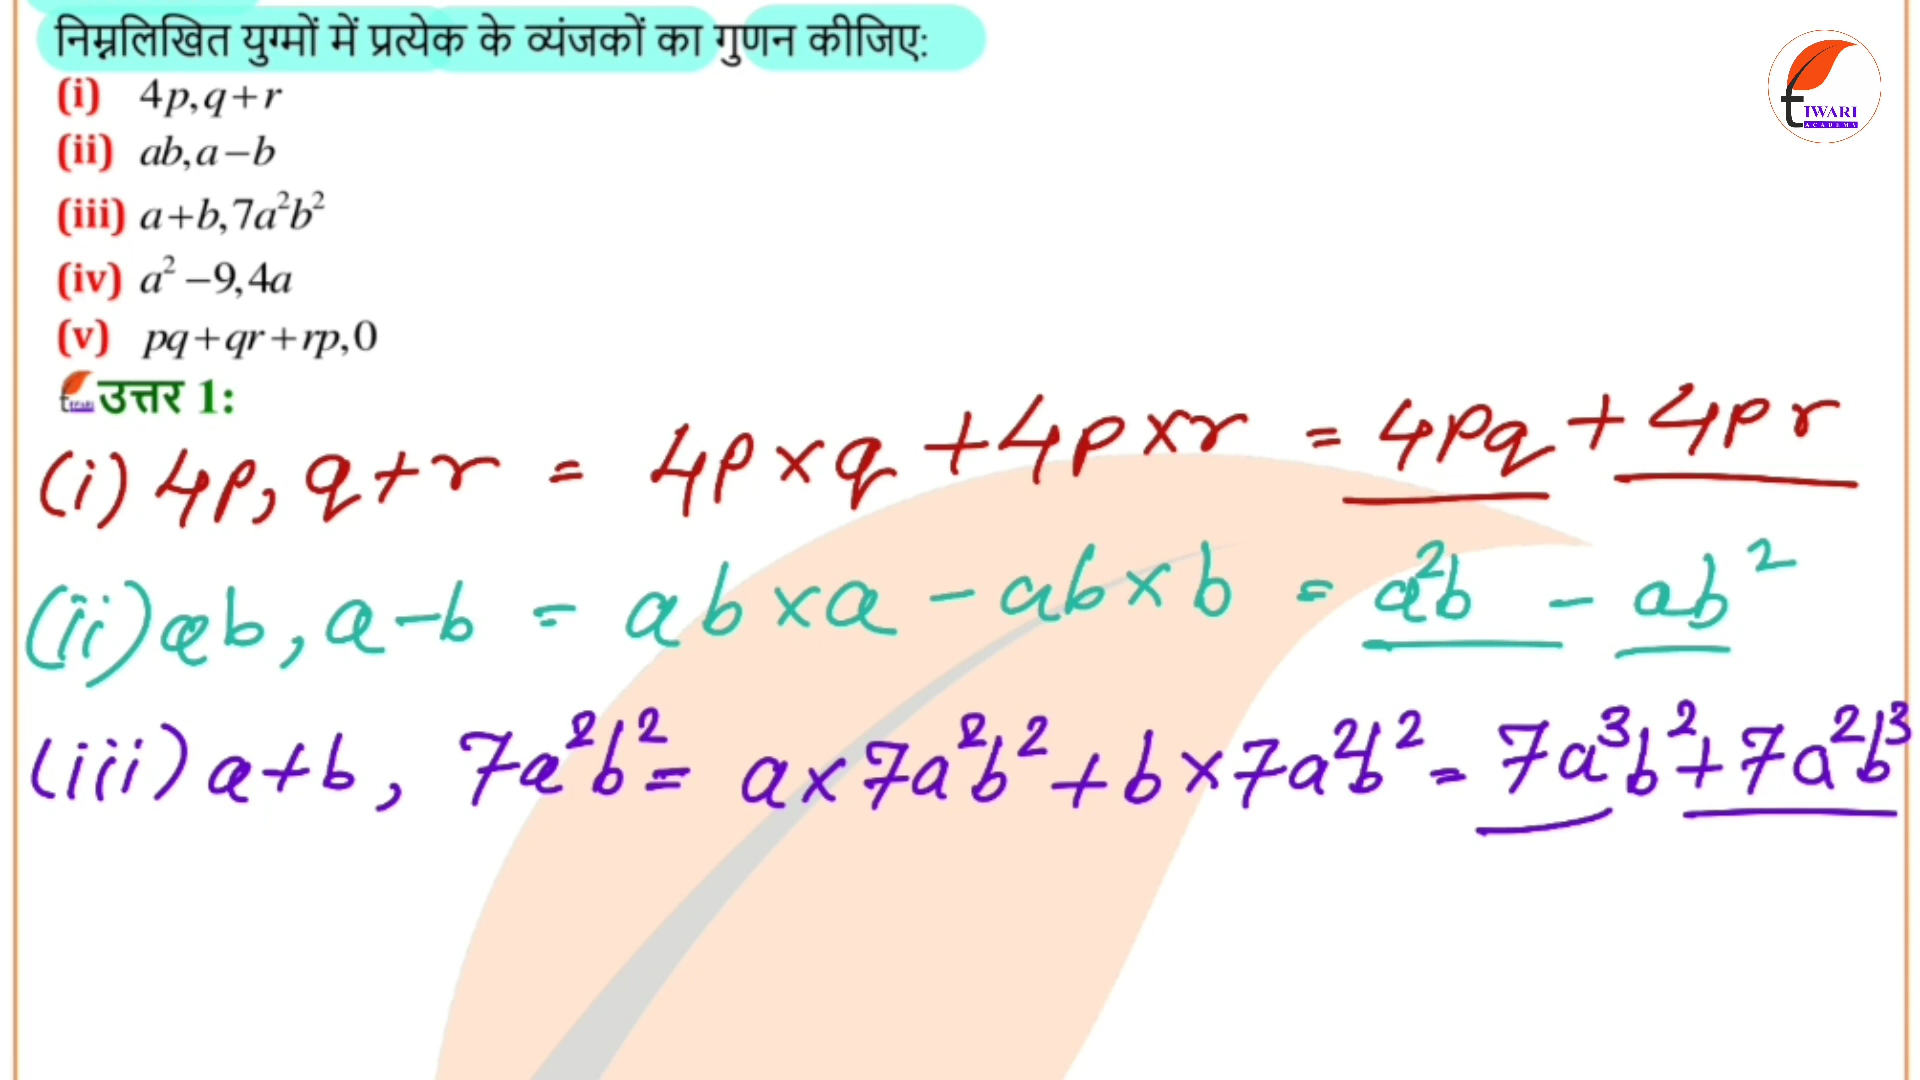 निम्नलिखित युग्मों में प्रत्येक के व्यंजकों का गुणन कीजिए:
tIWARI
ACADEMY
(i) 4p,q+r
(ii) ab,a−b
(iii) a+b,7a²b²
(iv) a²−9,4a
(v) pq+qr+rp,0
उत्तर 1:
(i) 4p, q+r = 4p×q +4p×r = 4pq + 4pr
(ii) ab, a-b = ab×a - ab×b = a²b - ab²
(iii) a+b, 7a²b² = a×7a²b² + b×7a²b² = 7a³b² + 7a²b³